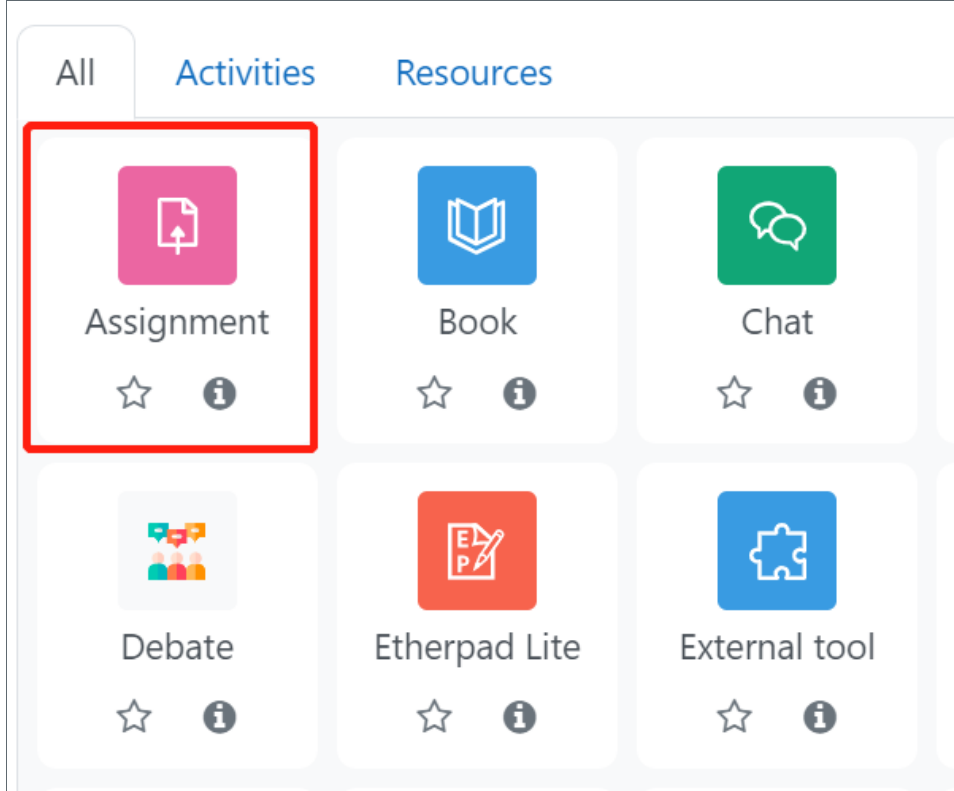 All Activities Resources
Assignment Book Chat
E
P
Debate Etherpad Lite External tool